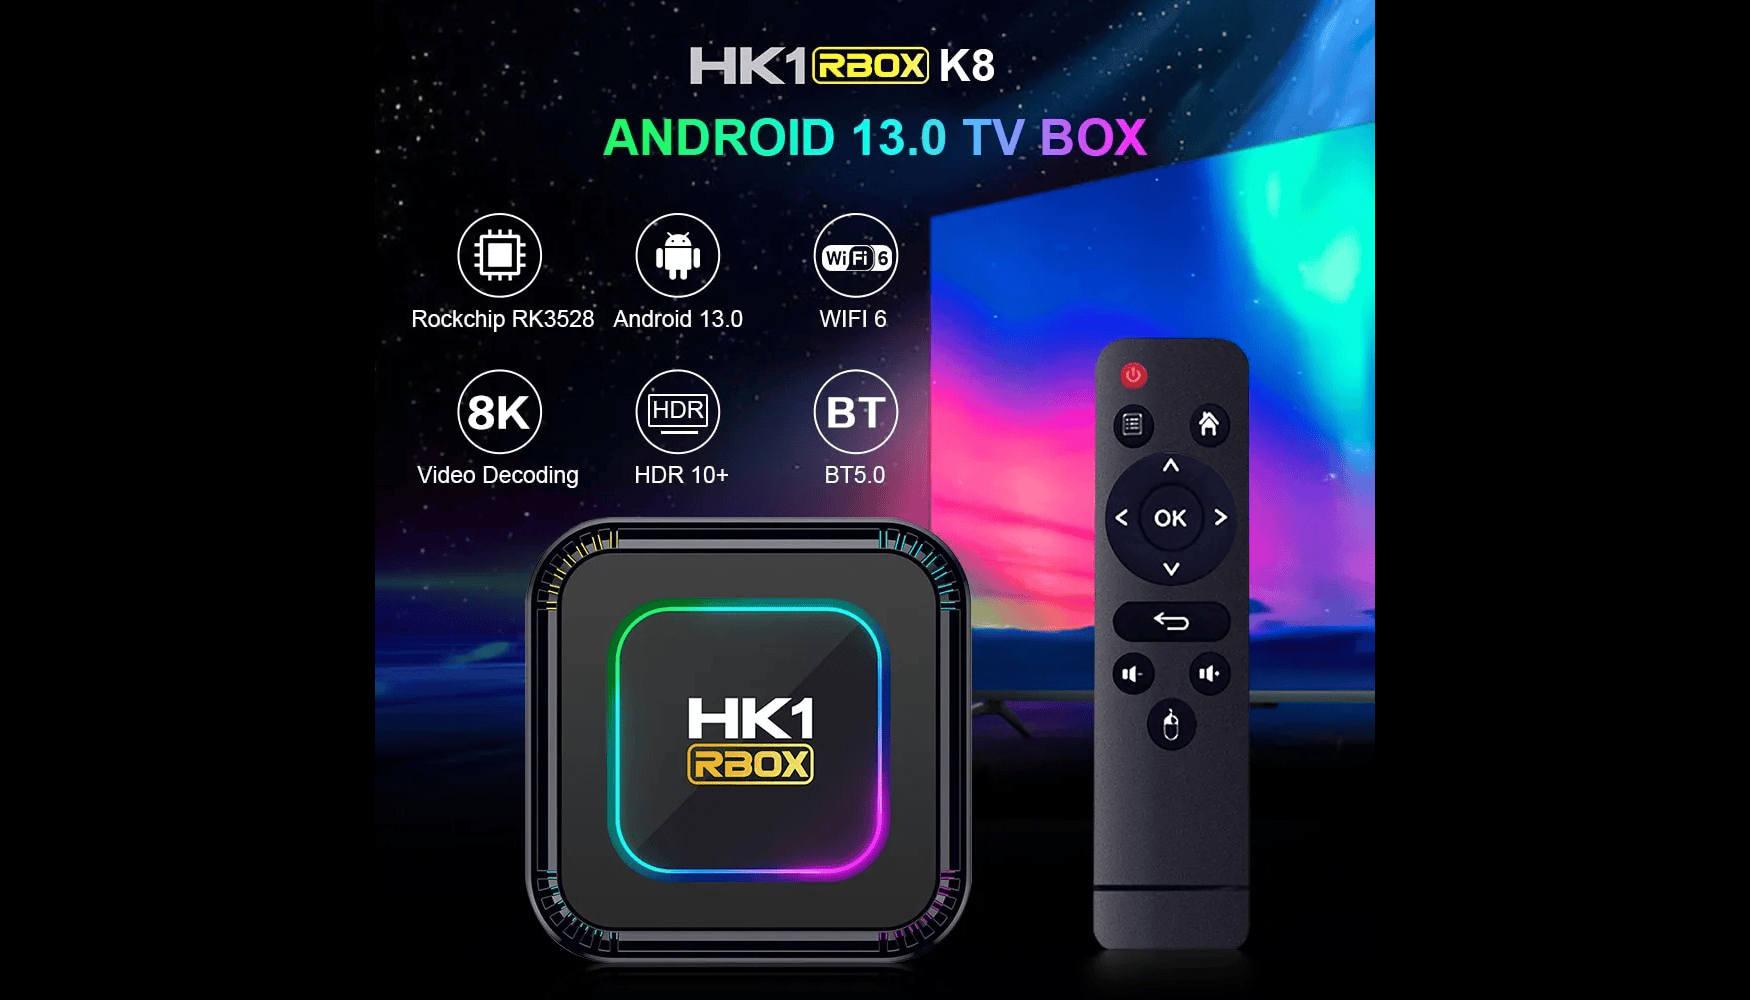 HK1 RBOX K8
ANDROID 13.0 TV BOX
WiFi 6
Rockchip RK3528 Android 13.0 WIFI 6
8K HDR BT
Video Decoding HDR 10+ BT5.0
OK
HK1
RBOX